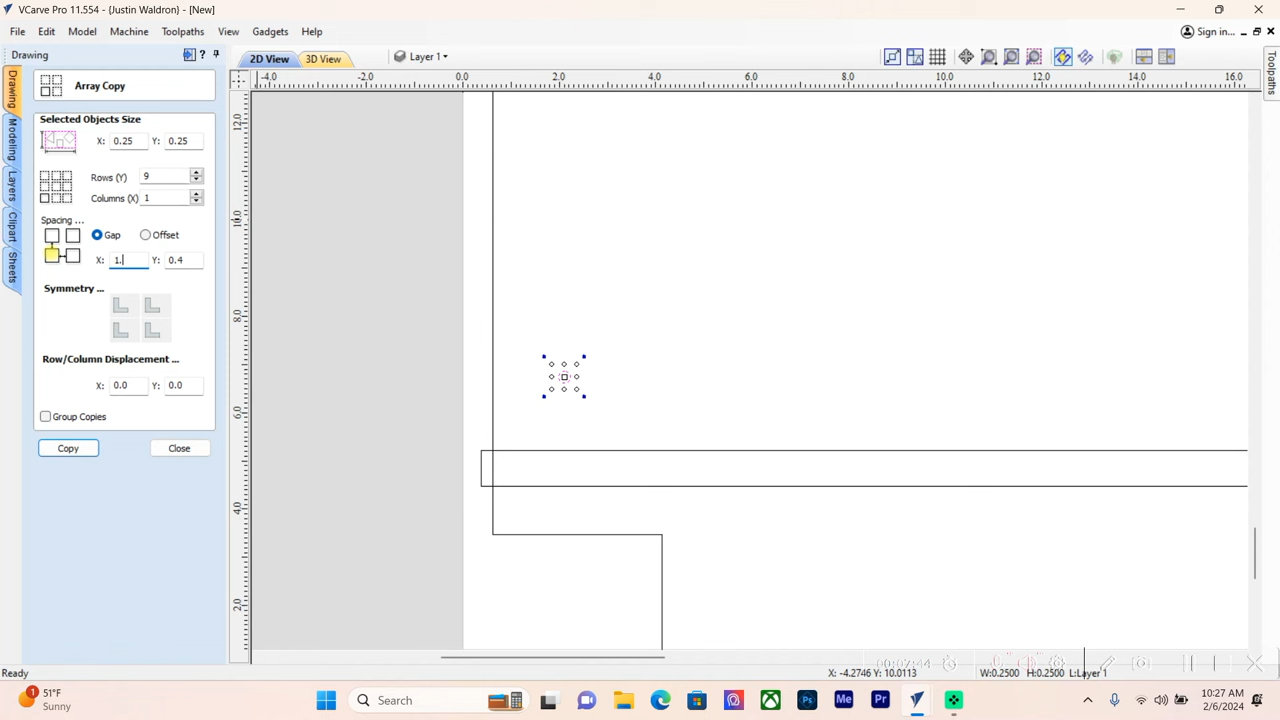 VCarve Pro 11.554 - {Justin Waldron} - [New]
File Edit Model Machine Toolpaths View Gadgets Help
Sign in...
Drawing
2D View 3D View
Layer 1
-4.0 -2.0 0.0 2.0 4.0 6.0 8.0 10.0 12.0 14.0 16.0
12.0
10.0
8.0
6.0
4.0
2.0
Drawing
Modeling
Layers
Clipart
Sheets
Toolpaths
Array Copy
Selected Objects Size
X: 0.25 Y: 0.25
Rows (Y) 9
Columns (X) 1
Spacing ...
Gap Offset
X: 1. Y: 0.4
Symmetry ...
Row/Column Displacement ...
X: 0.0 Y: 0.0
Group Copies
Copy Close
00:07:44
Ready
X: -4.2746 Y: 10.0113
W:0.2500 H:0.2500 L:Layer 1
1
51°F
Sunny
Search
Me
Pr
10:27 AM
2/6/2024